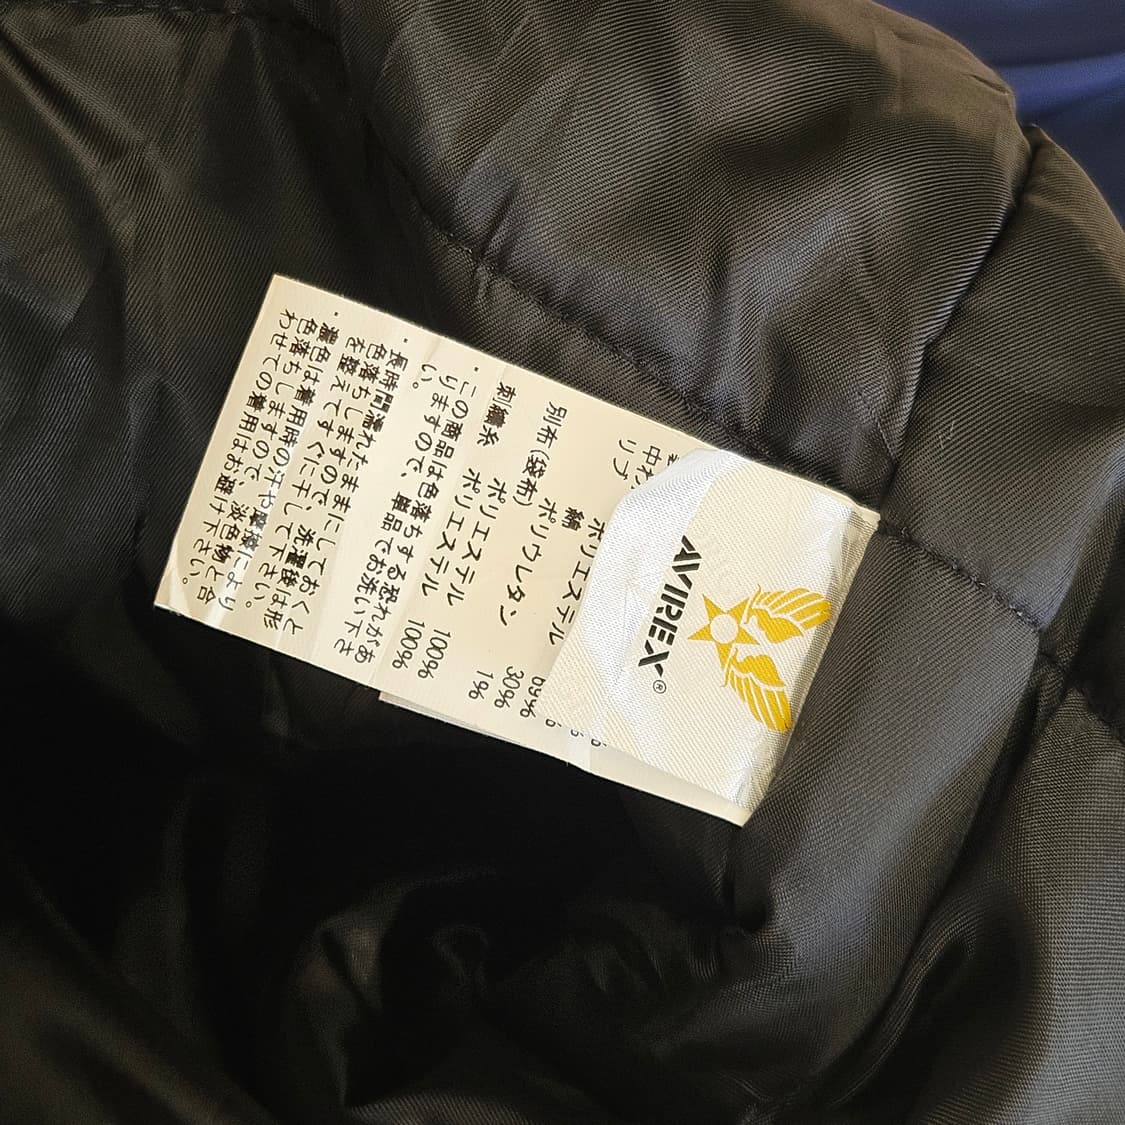 AVIREX®
中わ
リブ ポリエステル 69%
綿 30%
ポリウレタン 1%
別布(袋布) ポリエステル 100%
刺繍糸 ポリエステル 100%
・この商品は色落ちする恐れがあ
りますので、単品でお洗い下さ
い。
・長時間濡れたままにしておくと
色落ちしますので、洗濯後は形
を整えてすぐに干して下さい。
・濃色は着用時の汗や摩擦により
色落ちしますので、淡色物と合
わせての着用はお避け下さい。